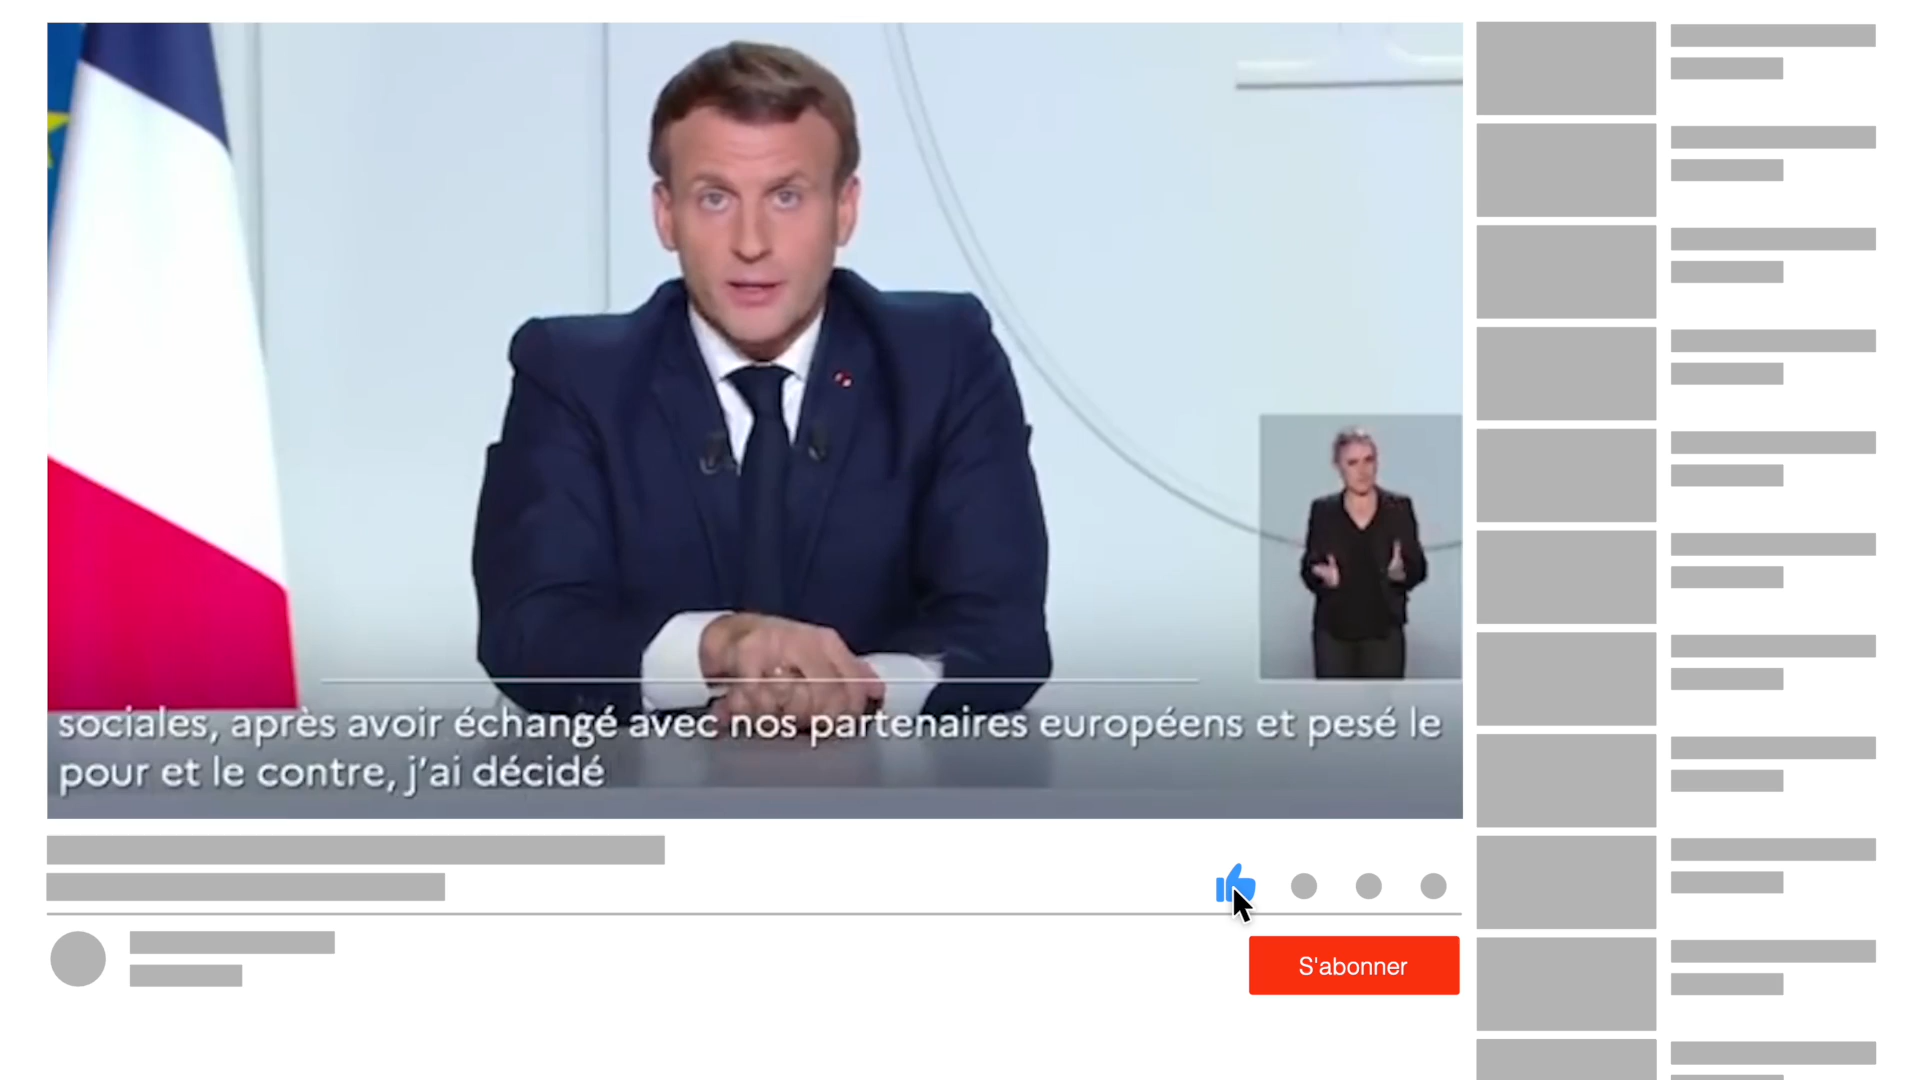 sociales, après avoir échangé avec nos partenaires européens et pesé le
pour et le contre, j'ai décidé
S'abonner